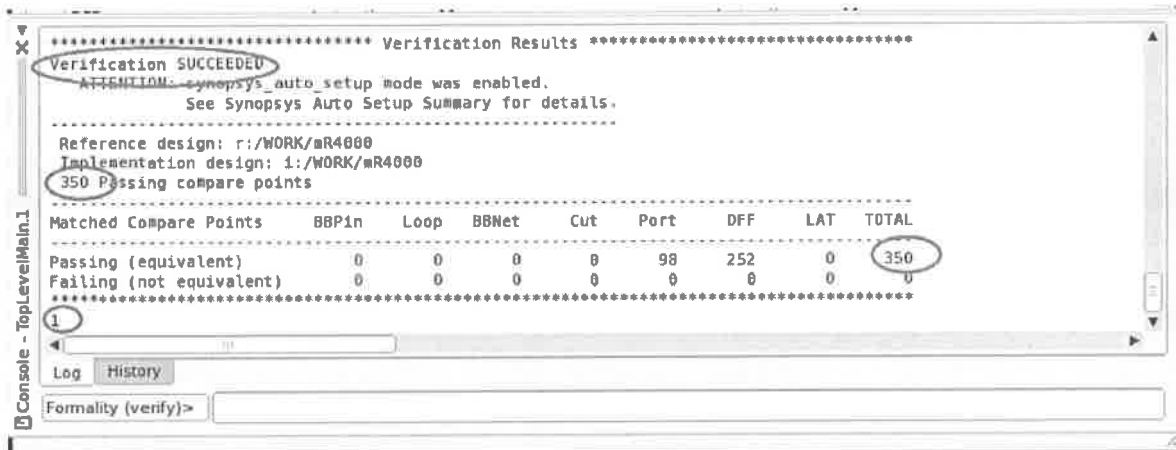 ******************************** Verification Results ********************************
Verification SUCCEEDED
ATTENTION: synopsys_auto_setup mode was enabled.
See Synopsys Auto Setup Summary for details.
Reference design: r:/WORK/mR4000
Implementation design: i:/WORK/mR4000
350 Passing compare points
Matched Compare Points BBPin Loop BBNet Cut Port DFF LAT TOTAL
Passing (equivalent) 0 0 0 0 98 252 0 350
Failing (not equivalent) 0 0 0 0 0 0 0 0
1
Log History
Formality (verify)>
Console - TopLevelMain.1